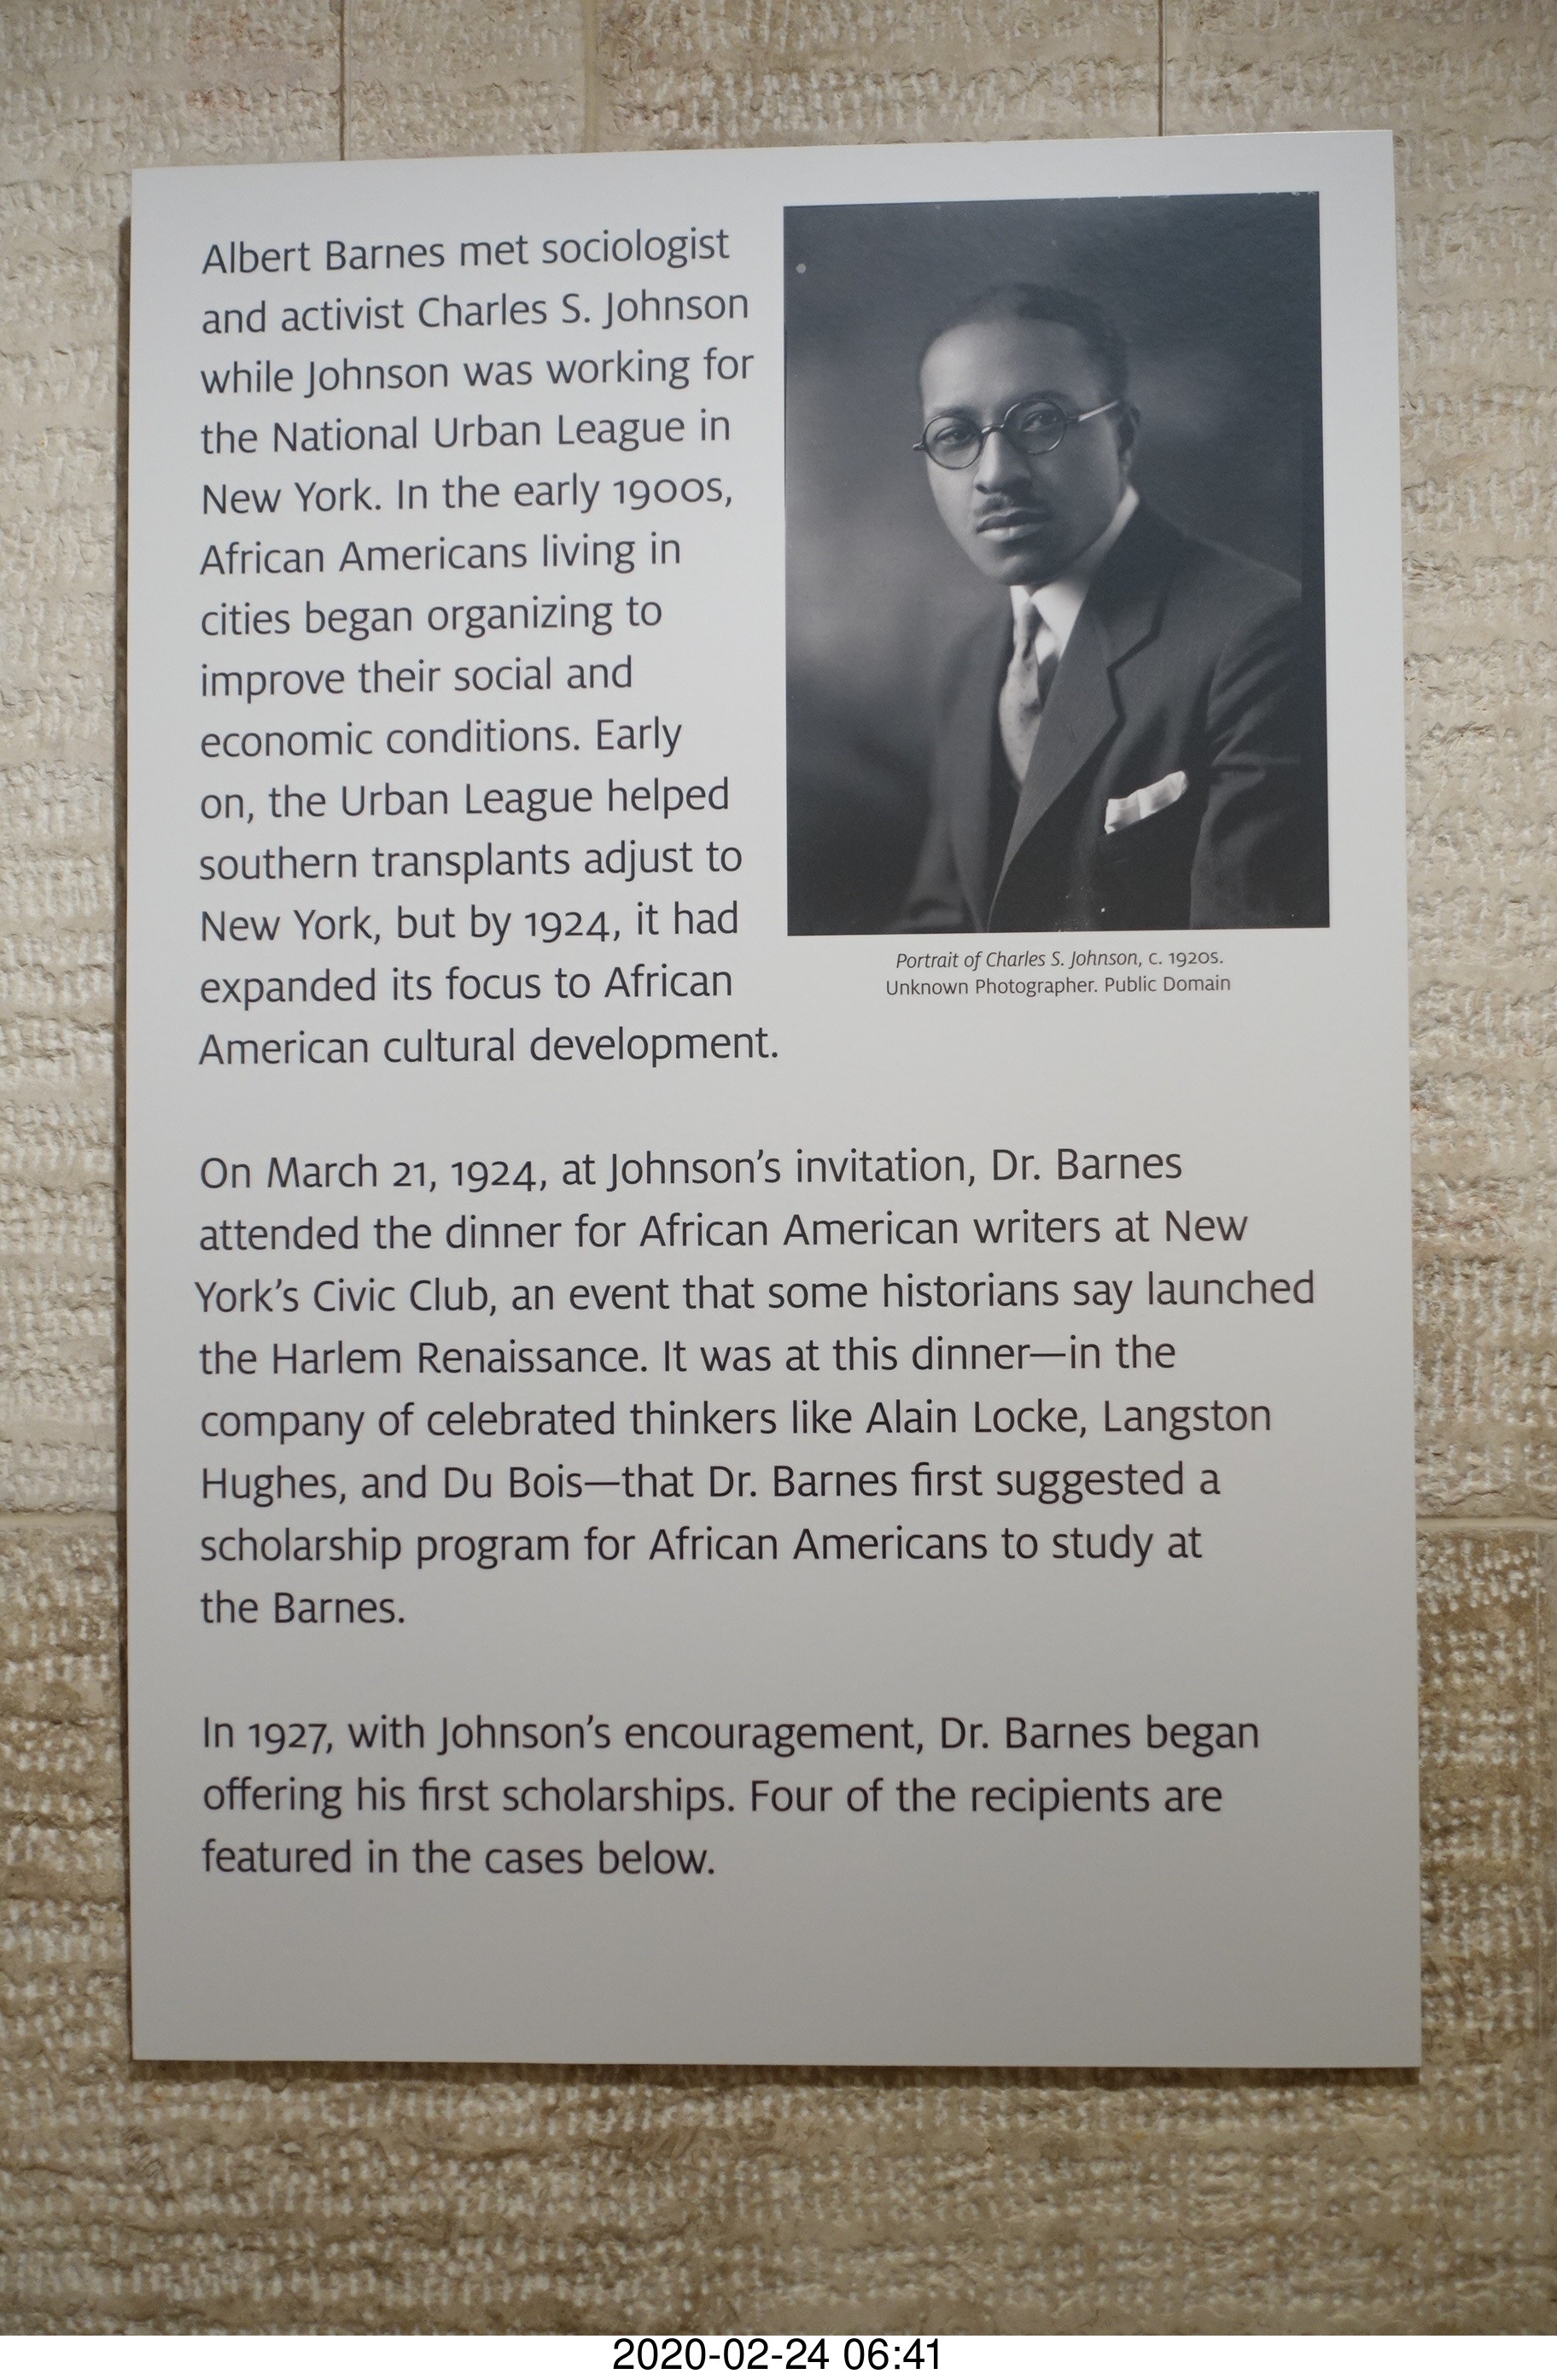 Albert Barnes met sociologist
and activist Charles S. Johnson
while Johnson was working for
the National Urban League in
New York. In the early 1900s,
African Americans living in
cities began organizing to
improve their social and
economic conditions. Early
on, the Urban League helped
southern transplants adjust to
New York, but by 1924, it had
expanded its focus to African
American cultural development.
Portrait of Charles S. Johnson, c. 1920s.
Unknown Photographer. Public Domain
On March 21, 1924, at Johnson’s invitation, Dr. Barnes
attended the dinner for African American writers at New
York’s Civic Club, an event that some historians say launched
the Harlem Renaissance. It was at this dinner—in the
company of celebrated thinkers like Alain Locke, Langston
Hughes, and Du Bois—that Dr. Barnes first suggested a
scholarship program for African Americans to study at
the Barnes.
In 1927, with Johnson’s encouragement, Dr. Barnes began
offering his first scholarships. Four of the recipients are
featured in the cases below.
2020-02-24 06:41